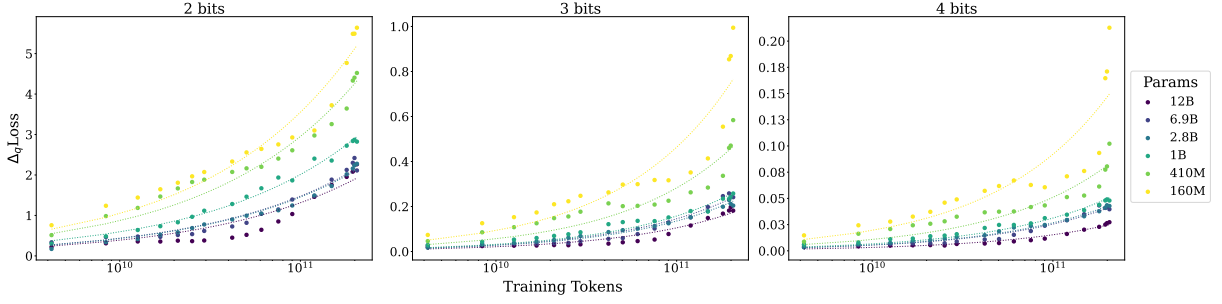 2 bits
3 bits
4 bits
Δ_qLoss
5
4
3
2
1
0
10^10
10^11
1.0
0.8
0.6
0.4
0.2
0.0
10^10
10^11
0.20
0.17
0.15
0.12
0.10
0.07
0.05
0.03
0.00
10^10
10^11
Training Tokens
Params
12B
6.9B
2.8B
1B
410M
160M